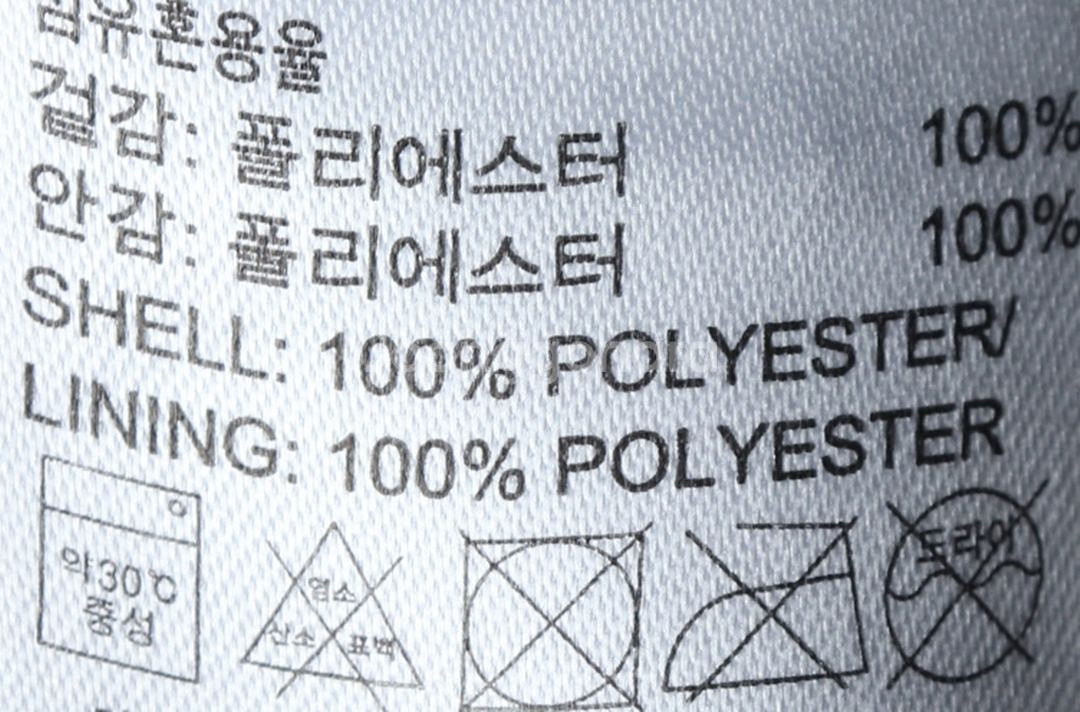 섬유혼용율
겉감: 폴리에스터 100%
안감: 폴리에스터 100%
SHELL: 100% POLYESTER/
LINING: 100% POLYESTER
약30℃
중성
염소
산소 표백
드라이